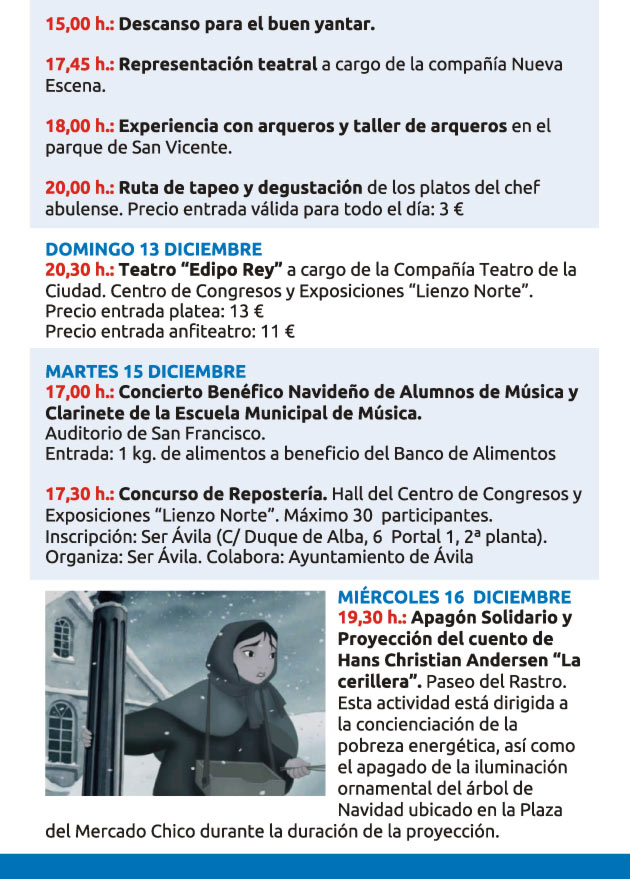 15,00 h.: Descanso para el buen yantar.
17,45 h.: Representación teatral a cargo de la compañía Nueva
Escena.
18,00 h.: Experiencia con arqueros y taller de arqueros en el
parque de San Vicente.
20,00 h.: Ruta de tapeo y degustación de los platos del chef
abulense. Precio entrada válida para todo el día: 3 €
DOMINGO 13 DICIEMBRE
20,30 h.: Teatro “Edipo Rey” a cargo de la Compañía Teatro de la
Ciudad. Centro de Congresos y Exposiciones “Lienzo Norte”.
Precio entrada platea: 13 €
Precio entrada anfiteatro: 11 €
MARTES 15 DICIEMBRE
17,00 h.: Concierto Benéfico Navideño de Alumnos de Música y
Clarinete de la Escuela Municipal de Música.
Auditorio de San Francisco.
Entrada: 1 kg. de alimentos a beneficio del Banco de Alimentos
17,30 h.: Concurso de Repostería. Hall del Centro de Congresos y
Exposiciones “Lienzo Norte”. Máximo 30 participantes.
Inscripción: Ser Ávila (C/ Duque de Alba, 6 Portal 1, 2ª planta).
Organiza: Ser Ávila. Colabora: Ayuntamiento de Ávila
MIÉRCOLES 16 DICIEMBRE
19,30 h.: Apagón Solidario y
Proyección del cuento de
Hans Christian Andersen “La
cerillera”. Paseo del Rastro.
Esta actividad está dirigida a
la concienciación de la
pobreza energética, así como
el apagado de la iluminación
ornamental del árbol de
Navidad ubicado en la Plaza
del Mercado Chico durante la duración de la proyección.